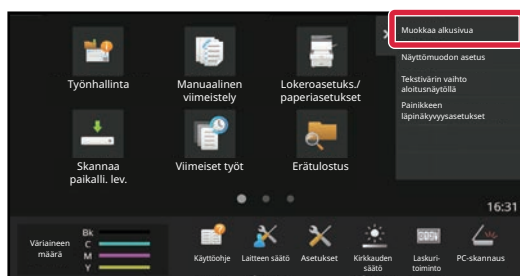 Työnhallinta
Manuaalinen
viimeistely
Lokeroasetuks./
paperiasetukset
Skannaa
paikalli. lev.
Viimeiset työt
Erätulostus
Muokkaa alkusivua
Näyttömuodon asetus
Tekstivärin vaihto
aloitusnäytöllä
Painikkeen
läpinäkyvyysasetukset
16:31
Väriaineen
määrä
Bk
C
M
Y
Käyttöohje
Laitteen säätö
Asetukset
Kirkkauden
säätö
Laskuri-
toiminto
PC-skannaus